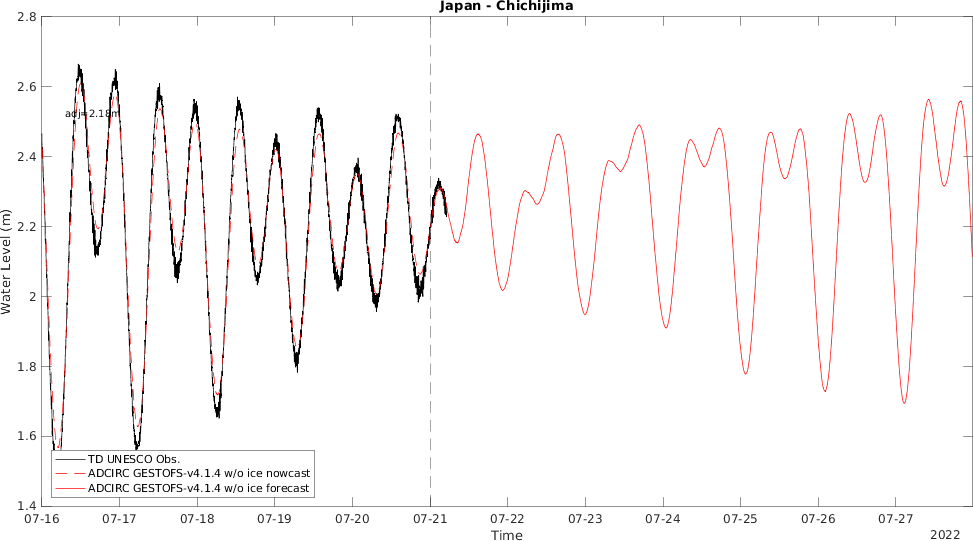 Japan - Chichijima
2.8
2.6
2.4
2.2
2
1.8
1.6
1.4
Water Level (m)
adj=2.18m
TD UNESCO Obs.
ADCIRC GESTOFS-v4.1.4 w/o ice nowcast
ADCIRC GESTOFS-v4.1.4 w/o ice forecast
07-16 07-17 07-18 07-19 07-20 07-21 07-22 07-23 07-24 07-25 07-26 07-27
Time
2022